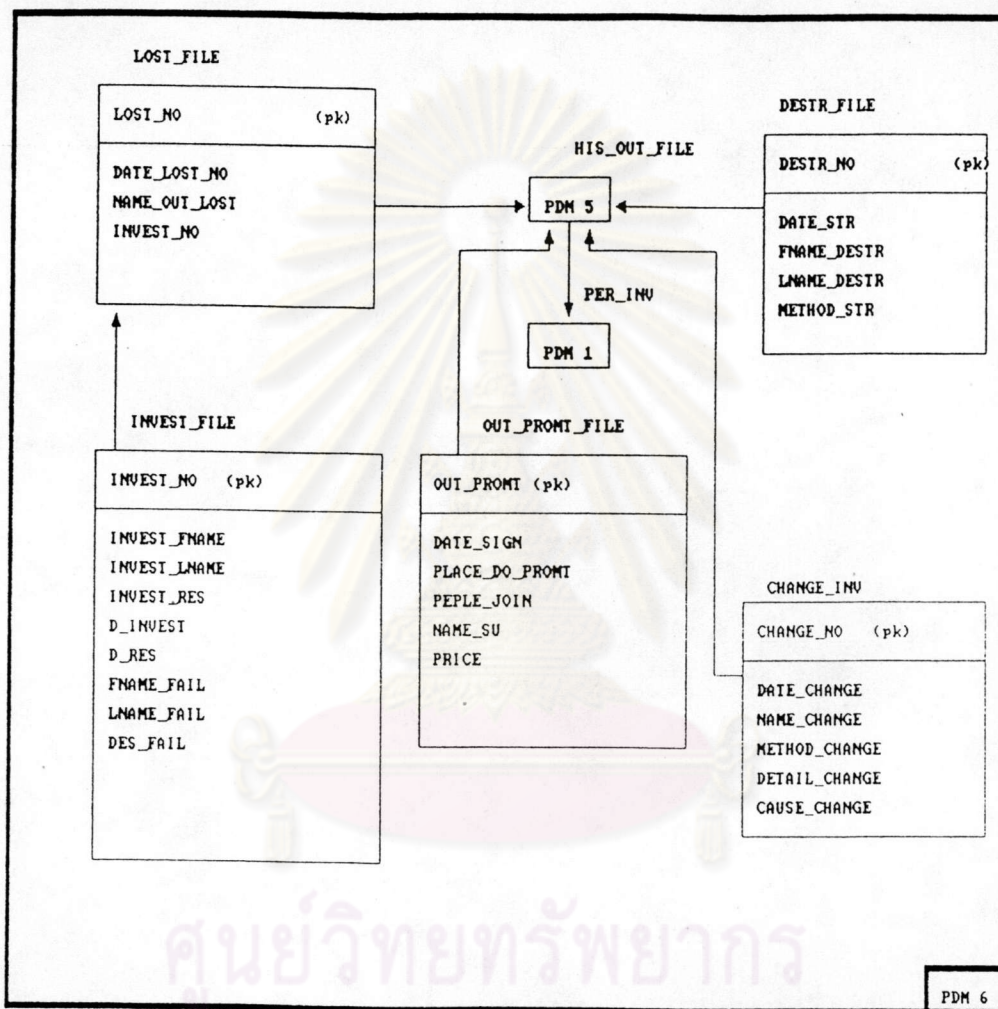 LOST_FILE
LOST_NO (pk)
DATE_LOST_NO
NAME_OUT_LOST
INVEST_NO
DESTR_FILE
DESTR_NO (pk)
DATE_STR
FNAME_DESTR
LNAME_DESTR
METHOD_STR
HIS_OUT_FILE
PDM 5
PER_INV
PDM 1
INVEST_FILE
INVEST_NO (pk)
INVEST_FNAME
INVEST_LNAME
INVEST_RES
D_INVEST
D_RES
FNAME_FAIL
LNAME_FAIL
DES_FAIL
OUT_PROMT_FILE
OUT_PROMT (pk)
DATE_SIGN
PLACE_DO_PROMT
PEPLE_JOIN
NAME_SU
PRICE
CHANGE_INV
CHANGE_NO (pk)
DATE_CHANGE
NAME_CHANGE
METHOD_CHANGE
DETAIL_CHANGE
CAUSE_CHANGE
ศูนย์วิทยทรัพยากร
PDM 6